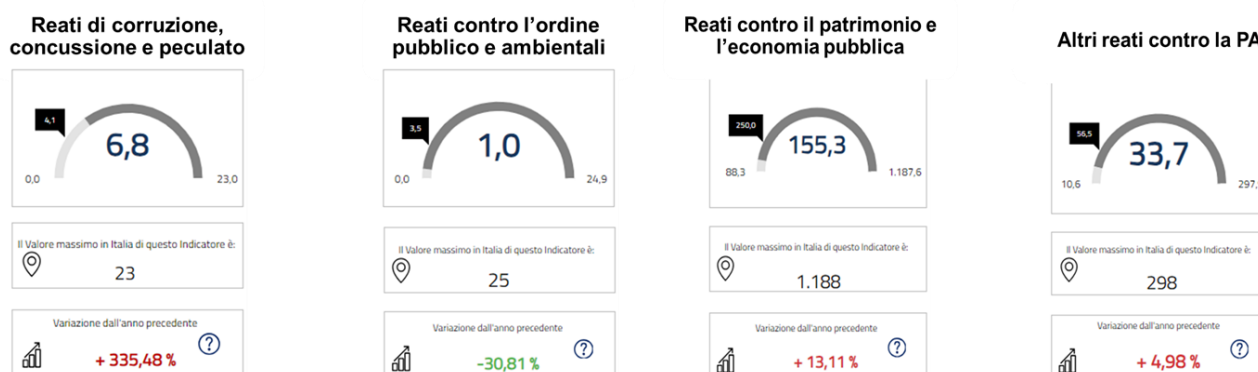 Reati di corruzione,
concussione e peculato
4,1
6,8
0,0
23,0
Il Valore massimo in Italia di questo Indicatore è:
23
Variazione dall'anno precedente
?
+ 335,48 %
Reati contro l'ordine
pubblico e ambientali
3,5
1,0
0,0
24,9
Il Valore massimo in Italia di questo Indicatore è:
25
Variazione dall'anno precedente
?
-30,81 %
Reati contro il patrimonio e
l'economia pubblica
250,0
155,3
88,3
1.187,6
Il Valore massimo in Italia di questo Indicatore è:
1.188
Variazione dall'anno precedente
?
+ 13,11 %
Altri reati contro la PA
56,5
33,7
10,6
297,
Il Valore massimo in Italia di questo Indicatore è:
298
Variazione dall'anno precedente
?
+ 4,98 %